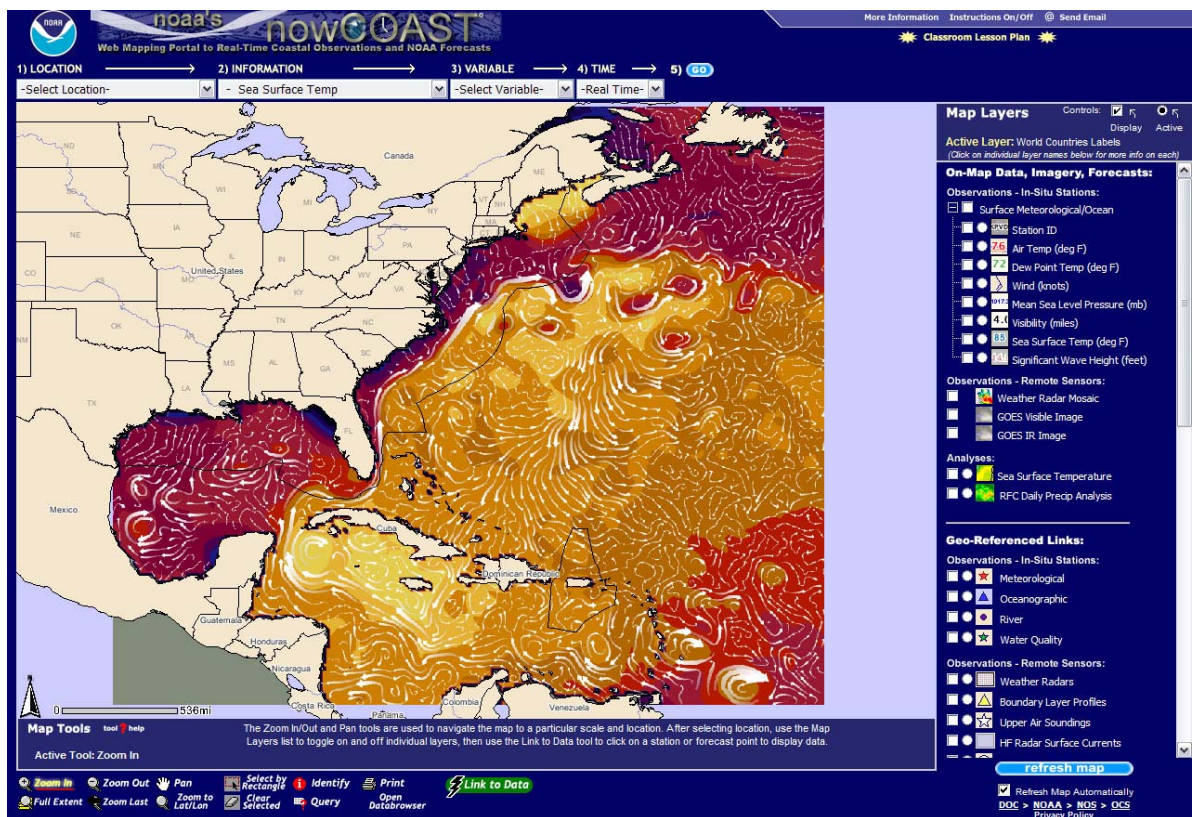 NOAA
noaa's
nowCOAST
Web Mapping Portal to Real-Time Coastal Observations and NOAA Forecasts
More Information Instructions On/Off @ Send Email
Classroom Lesson Plan
1) LOCATION 2) INFORMATION 3) VARIABLE 4) TIME 5) GO
-Select Location- - Sea Surface Temp -Select Variable- -Real Time-
Canada
ND
MN
WI
MI
ME
VT
NH
NY
MA
CT
NE
IA
PA
United States
IL
IN
OH
CO
KS
MO
WV
VA
KY
OK
TN
NC
AR
SC
NM
MS
AL
GA
TX
LA
FL
Mexico
Cuba
Dominican Republic
Guatemala
Honduras
Nicaragua
Costa Rica
Panama
Colombia
Venezuela
N
0 536mi
Map Layers Controls:
Display Active
Active Layer: World Countries Labels
(Click on individual layer names below for more info on each)
On-Map Data, Imagery, Forecasts:
Observations - In-Situ Stations:
Surface Meteorological/Ocean
Station ID
76 Air Temp (deg F)
72 Dew Point Temp (deg F)
Wind (knots)
Mean Sea Level Pressure (mb)
Visibility (miles)
85 Sea Surface Temp (deg F)
Significant Wave Height (feet)
Observations - Remote Sensors:
Weather Radar Mosaic
GOES Visible Image
GOES IR Image
Analyses:
Sea Surface Temperature
RFC Daily Precip Analysis
Geo-Referenced Links:
Observations - In-Situ Stations:
Meteorological
Oceanographic
River
Water Quality
Observations - Remote Sensors:
Weather Radars
Boundary Layer Profiles
Upper Air Soundings
HF Radar Surface Currents
refresh map
Refresh Map Automatically
DOC > NOAA > NOS > OCS
Privacy Policy
Map Tools tool ? help
Active Tool: Zoom In
The Zoom In/Out and Pan tools are used to navigate the map to a particular scale and location. After selecting location, use the Map
Layers list to toggle on and off individual layers, then use the Link to Data tool to click on a station or forecast point to display data.
Zoom In Zoom Out Pan Select by Rectangle Identify Print Link to Data
Full Extent Zoom Last Zoom to Lat/Lon Clear Selected Query Open Databrowser